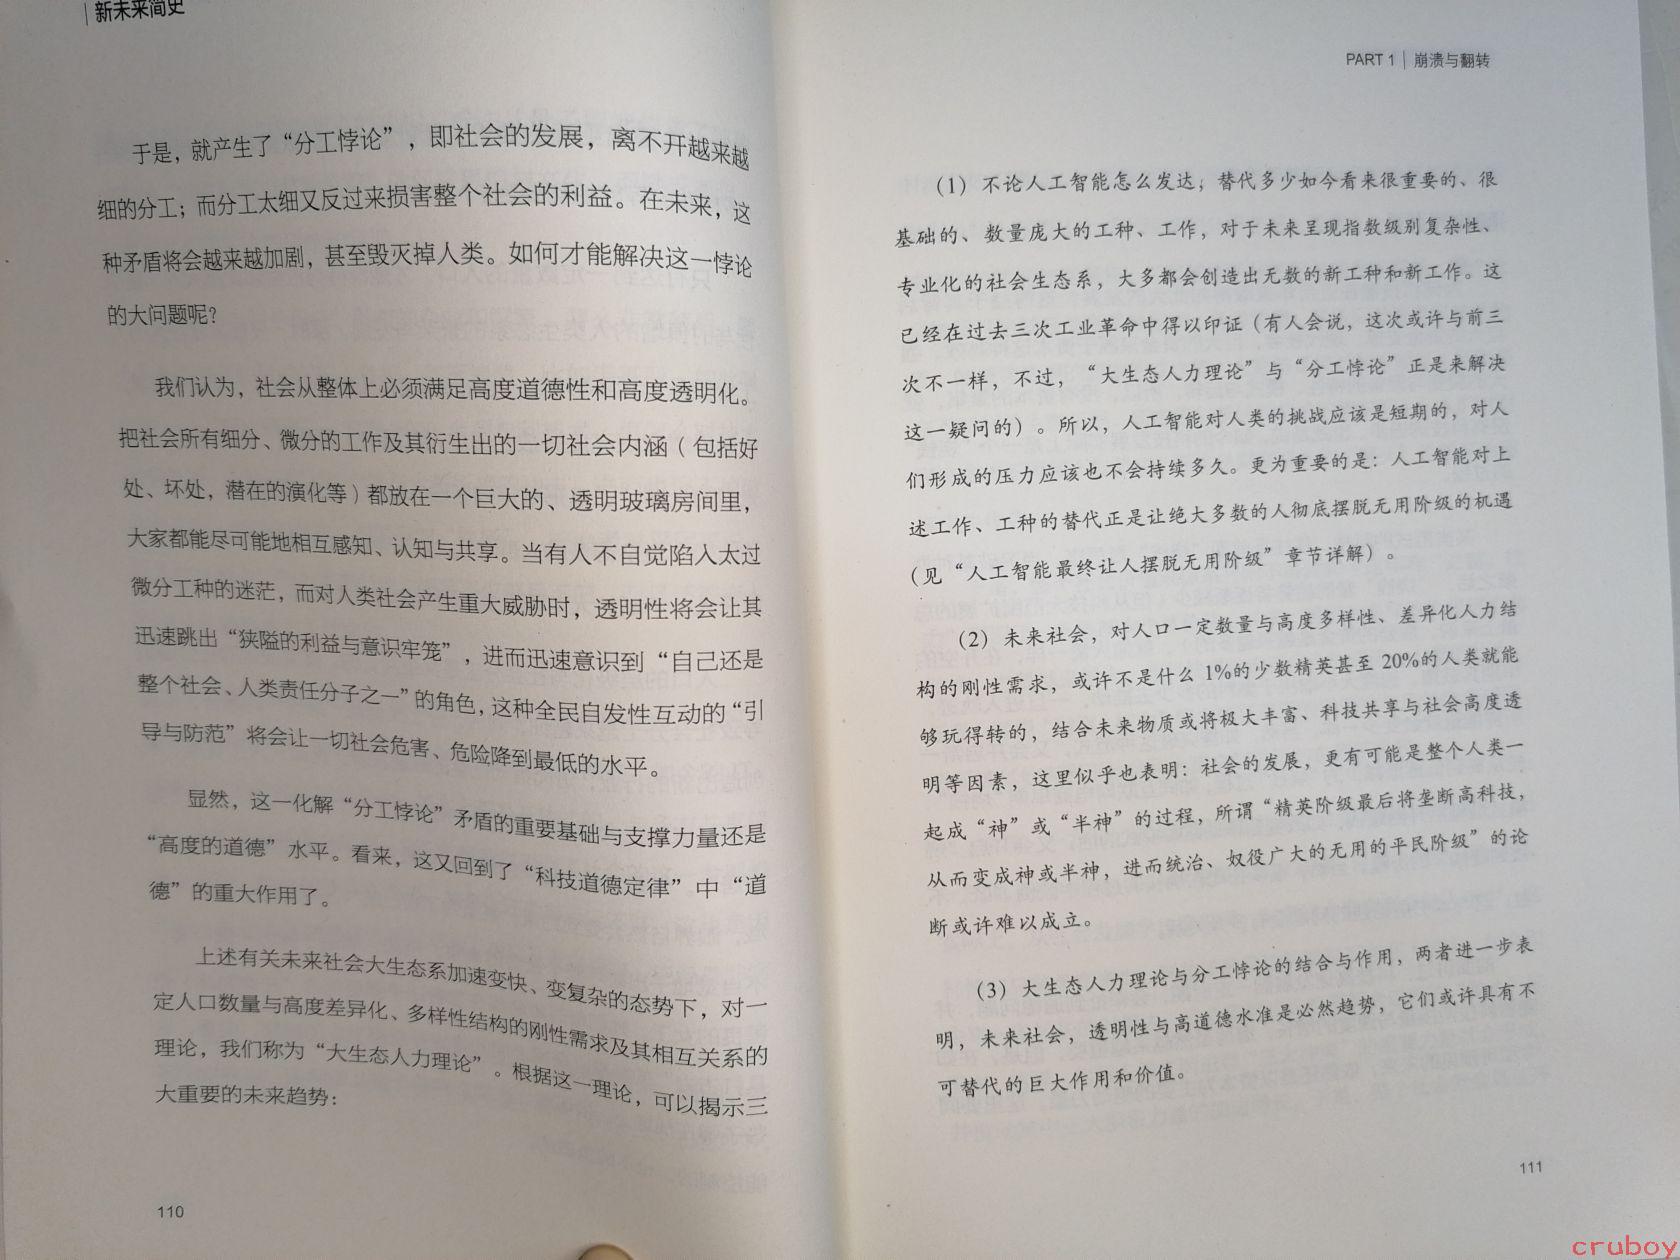 新未来简史
于是，就产生了“分工悖论”，即社会的发展，离不开越来越
细的分工；而分工太细又反过来损害整个社会的利益。在未来，这
种矛盾将会越来越加剧，甚至毁灭掉人类。如何才能解决这一悖论
的大问题呢？
我们认为，社会从整体上必须满足高度道德性和高度透明化。
把社会所有细分、微分的工作及其衍生出的一切社会内涵（包括好
处、坏处，潜在的演化等）都放在一个巨大的、透明玻璃房间里，
大家都能尽可能地相互感知、认知与共享。当有人不自觉陷入太过
微分工种的迷茫，而对人类社会产生重大威胁时，透明性将会让其
迅速跳出“狭隘的利益与意识牢笼”，进而迅速意识到“自己还是
整个社会、人类责任分子之一”的角色，这种全民自发性互动的“引
导与防范”将会让一切社会危害、危险降到最低的水平。
显然，这一化解“分工悖论”矛盾的重要基础与支撑力量还是
“高度的道德”水平。看来，这又回到了“科技道德定律”中“道
德”的重大作用了。
上述有关未来社会大生态系加速变快、变复杂的态势下，对一
定人口数量与高度差异化、多样性结构的刚性需求及其相互关系的
理论，我们称为“大生态人力理论”。根据这一理论，可以揭示三
大重要的未来趋势：
110
PART 1 | 崩溃与翻转
（1）不论人工智能怎么发达，替代多少如今看来很重要的、很
基础的、数量庞大的工种、工作，对于未来呈现指数级别复杂性、
专业化的社会生态系，大多都会创造出无数的新工种和新工作。这
已经在过去三次工业革命中得以印证（有人会说，这次或许与前三
次不一样，不过，“大生态人力理论”与“分工悖论”正是来解决
这一疑问的）。所以，人工智能对人类的挑战应该是短期的，对人
们形成的压力应该也不会持续多久。更为重要的是：人工智能对上
述工作、工种的替代正是让绝大多数的人彻底摆脱无用阶级的机遇
（见“人工智能最终让人摆脱无用阶级”章节详解）。
（2）未来社会，对人口一定数量与高度多样性、差异化人力结
构的刚性需求，或许不是什么 1%的少数精英甚至 20%的人类就能
够玩得转的，结合未来物质或将极大丰富、科技共享与社会高度透
明等因素，这里似乎也表明：社会的发展，更有可能是整个人类一
起成“神”或“半神”的过程，所谓“精英阶级最后将垄断高科技，
从而变成神或半神，进而统治、奴役广大的无用的平民阶级”的论
断或许难以成立。
（3）大生态人力理论与分工悖论的结合与作用，两者进一步表
明，未来社会，透明性与高道德水准是必然趋势，它们或许具有不
可替代的巨大作用和价值。
111
cruboy